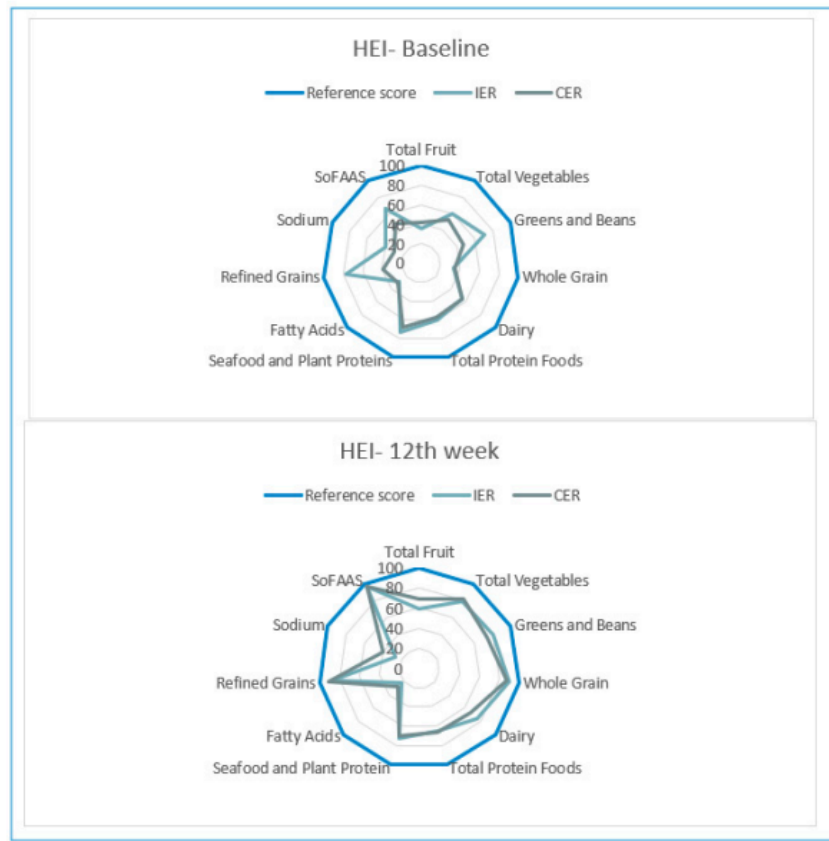 HEI- Baseline
Reference score IER CER
Total Fruit
100
SoFAAS
80
Total Vegetables
60
Sodium
40
Greens and Beans
20
0
Refined Grains
Whole Grain
Fatty Acids
Dairy
Seafood and Plant Proteins
Total Protein Foods
HEI- 12th week
Reference score IER CER
Total Fruit
100
SoFAAS
80
Total Vegetables
60
Sodium
40
Greens and Beans
20
0
Refined Grains
Whole Grain
Fatty Acids
Dairy
Seafood and Plant Protein
Total Protein Foods